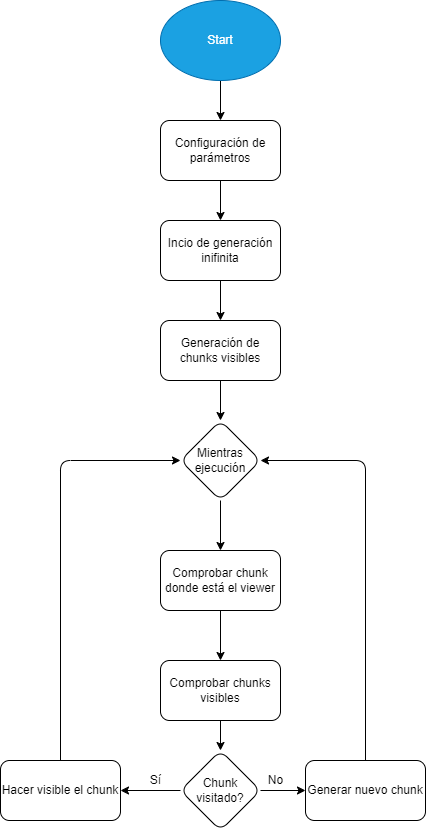 Start
Configuración de
parámetros
Incio de generación
inifinita
Generación de
chunks visibles
Mientras
ejecución
Comprobar chunk
donde está el viewer
Comprobar chunks
visibles
Hacer visible el chunk
Sí
Chunk
visitado?
No
Generar nuevo chunk